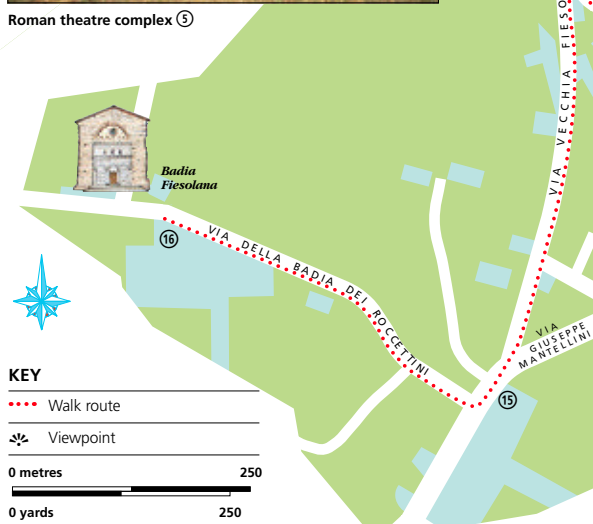 Roman theatre complex 5
VIA VECCHIA FIESO
Badia
Fiesolana
16
VIA DELLA BADIA DEI ROCCETTINI
15
VIA
GIUSEPPE
MANTELLINI
KEY
Walk route
Viewpoint
0 metres 250
0 yards 250